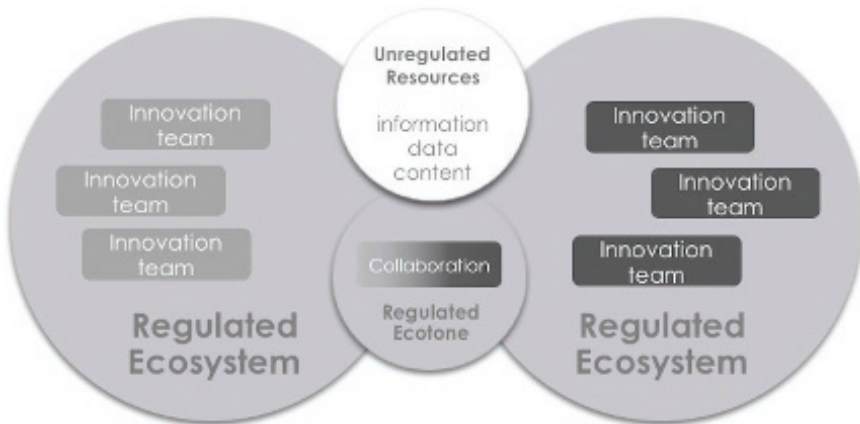 Unregulated
Resources
information
data
content
Innovation
team
Innovation
team
Innovation
team
Regulated
Ecosystem
Collaboration
Regulated
Ecotone
Innovation
team
Innovation
team
Innovation
team
Regulated
Ecosystem